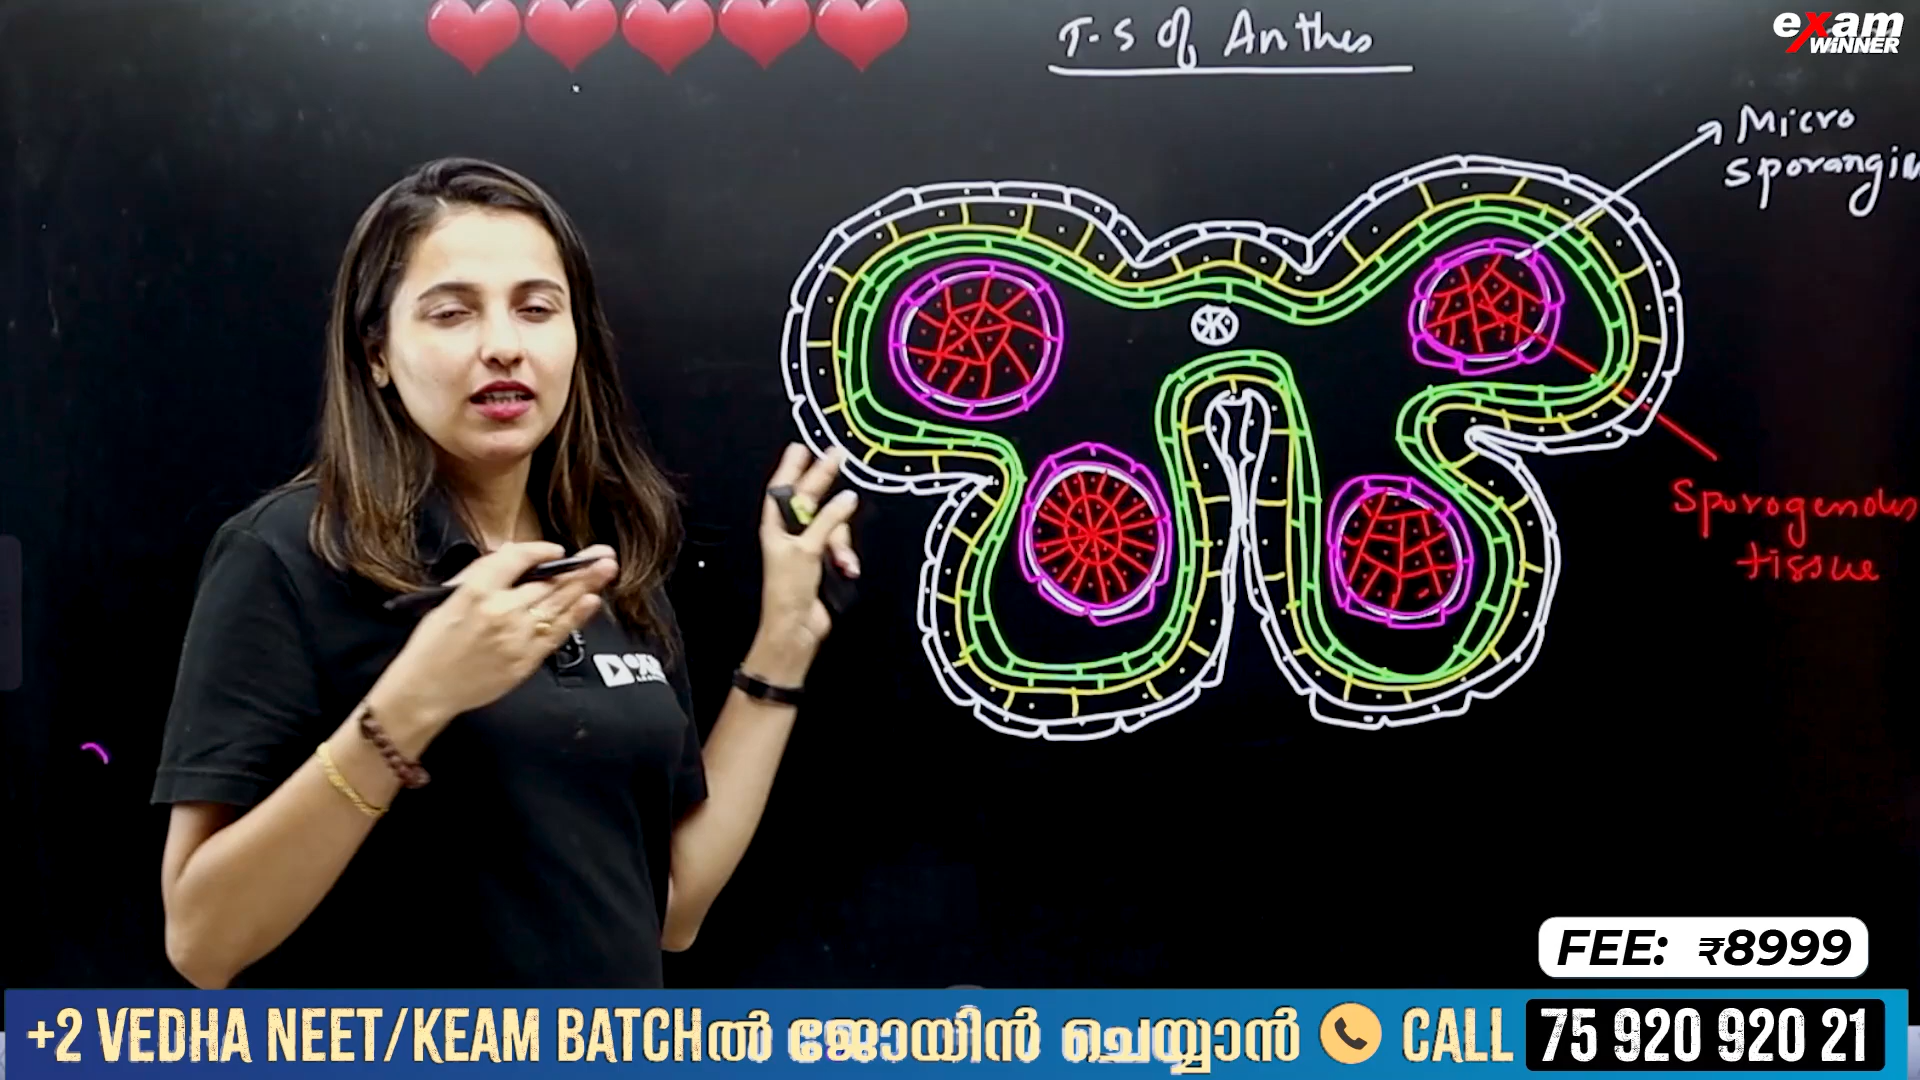 T.S of Anther
exam
WINNER
Micro
sporangiu
Sporogenous
tissue
FEE: ₹8999
+2 VEDHA NEET/KEAM BATCHൽ ജോയിൻ ചെയ്യാൻ CALL 75 920 920 21